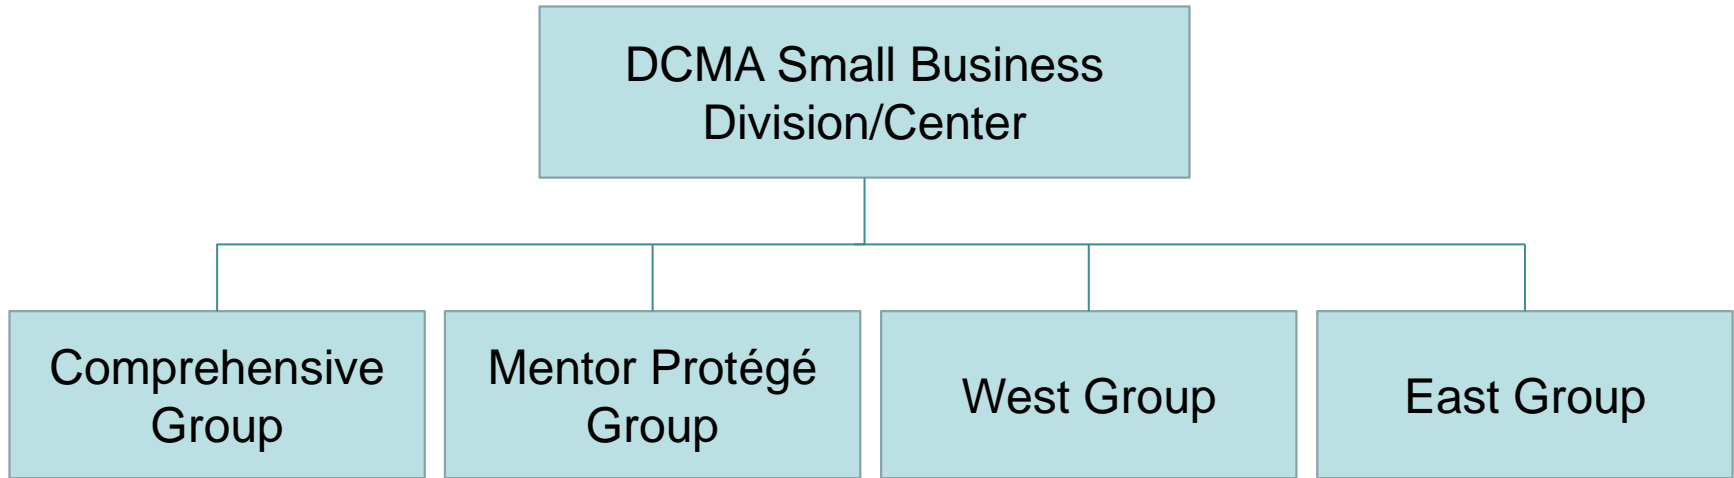 DCMA Small Business
Division/Center
Comprehensive
Group
Mentor Protégé
Group
West Group
East Group